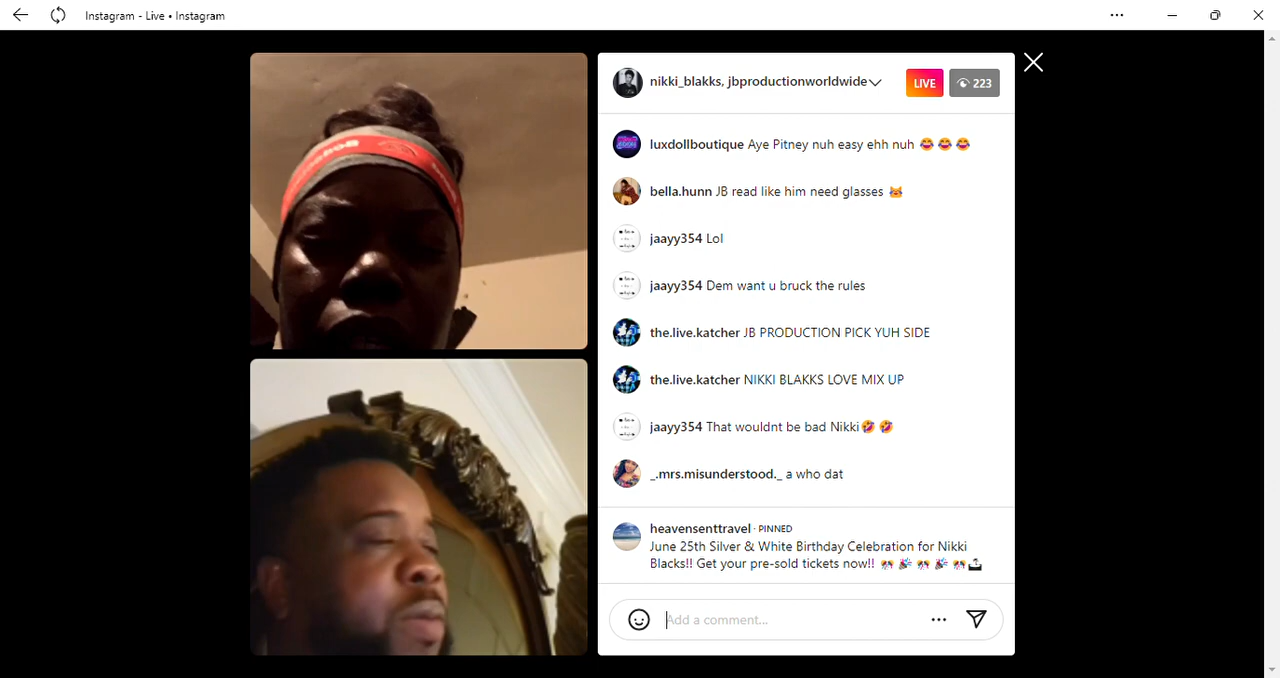 Instagram - Live • Instagram
nikki_blakks, jbproductionworldwide
LIVE
223
luxdollboutique Aye Pitney nuh easy ehh nuh 😂 😂 😂
bella.hunn JB read like him need glasses 😹
jaayy354 Lol
jaayy354 Dem want u bruck the rules
the.live.katcher JB PRODUCTION PICK YUH SIDE
the.live.katcher NIKKI BLAKKS LOVE MIX UP
jaayy354 That wouldnt be bad Nikki🤣 🤣
_.mrs.misunderstood._ a who dat
heavensenttravel · PINNED
June 25th Silver & White Birthday Celebration for Nikki
Blacks!! Get your pre-sold tickets now!! 🎊 🎉 🎊 🎉 🎊 🗳
Add a comment...